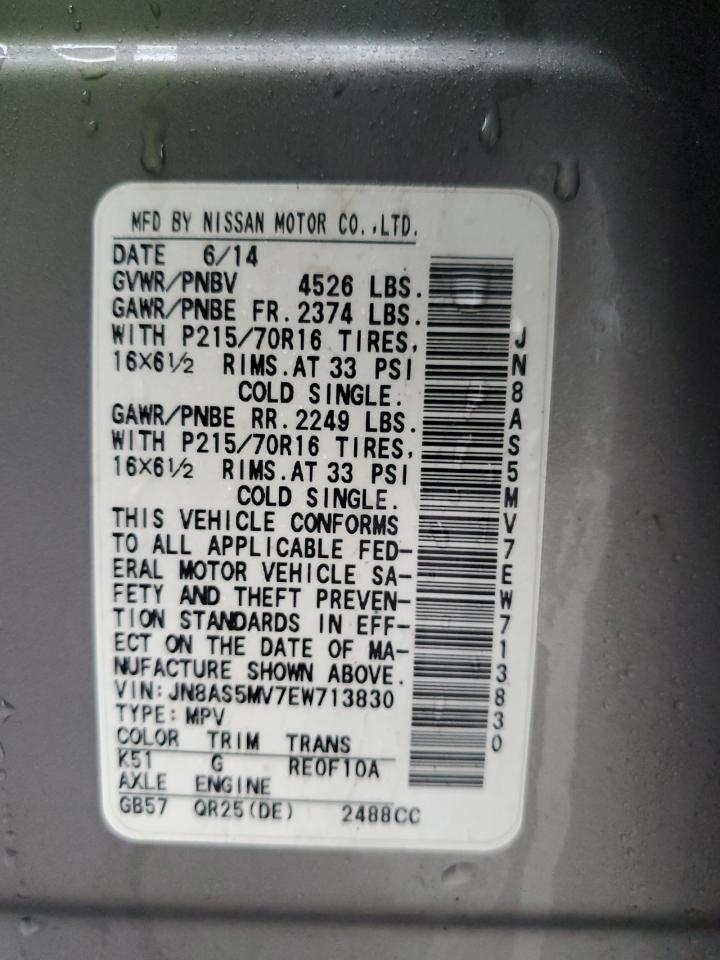 MFD BY NISSAN MOTOR CO.,LTD.
DATE 6/14
GVWR/PNBV 4526 LBS.
GAWR/PNBE FR. 2374 LBS.
WITH P215/70R16 TIRES,
16X6½ RIMS. AT 33 PSI
COLD SINGLE.
GAWR/PNBE RR. 2249 LBS.
WITH P215/70R16 TIRES,
16X6½ RIMS. AT 33 PSI
COLD SINGLE.
THIS VEHICLE CONFORMS
TO ALL APPLICABLE FED-
ERAL MOTOR VEHICLE SA-
FETY AND THEFT PREVEN-
TION STANDARDS IN EFF-
ECT ON THE DATE OF MA-
NUFACTURE SHOWN ABOVE.
VIN: JN8AS5MV7EW713830
TYPE: MPV
COLOR TRIM TRANS
K51 G RE0F10A
AXLE ENGINE
GB57 QR25(DE) 2488CC
JN8AS5MV7EW713830